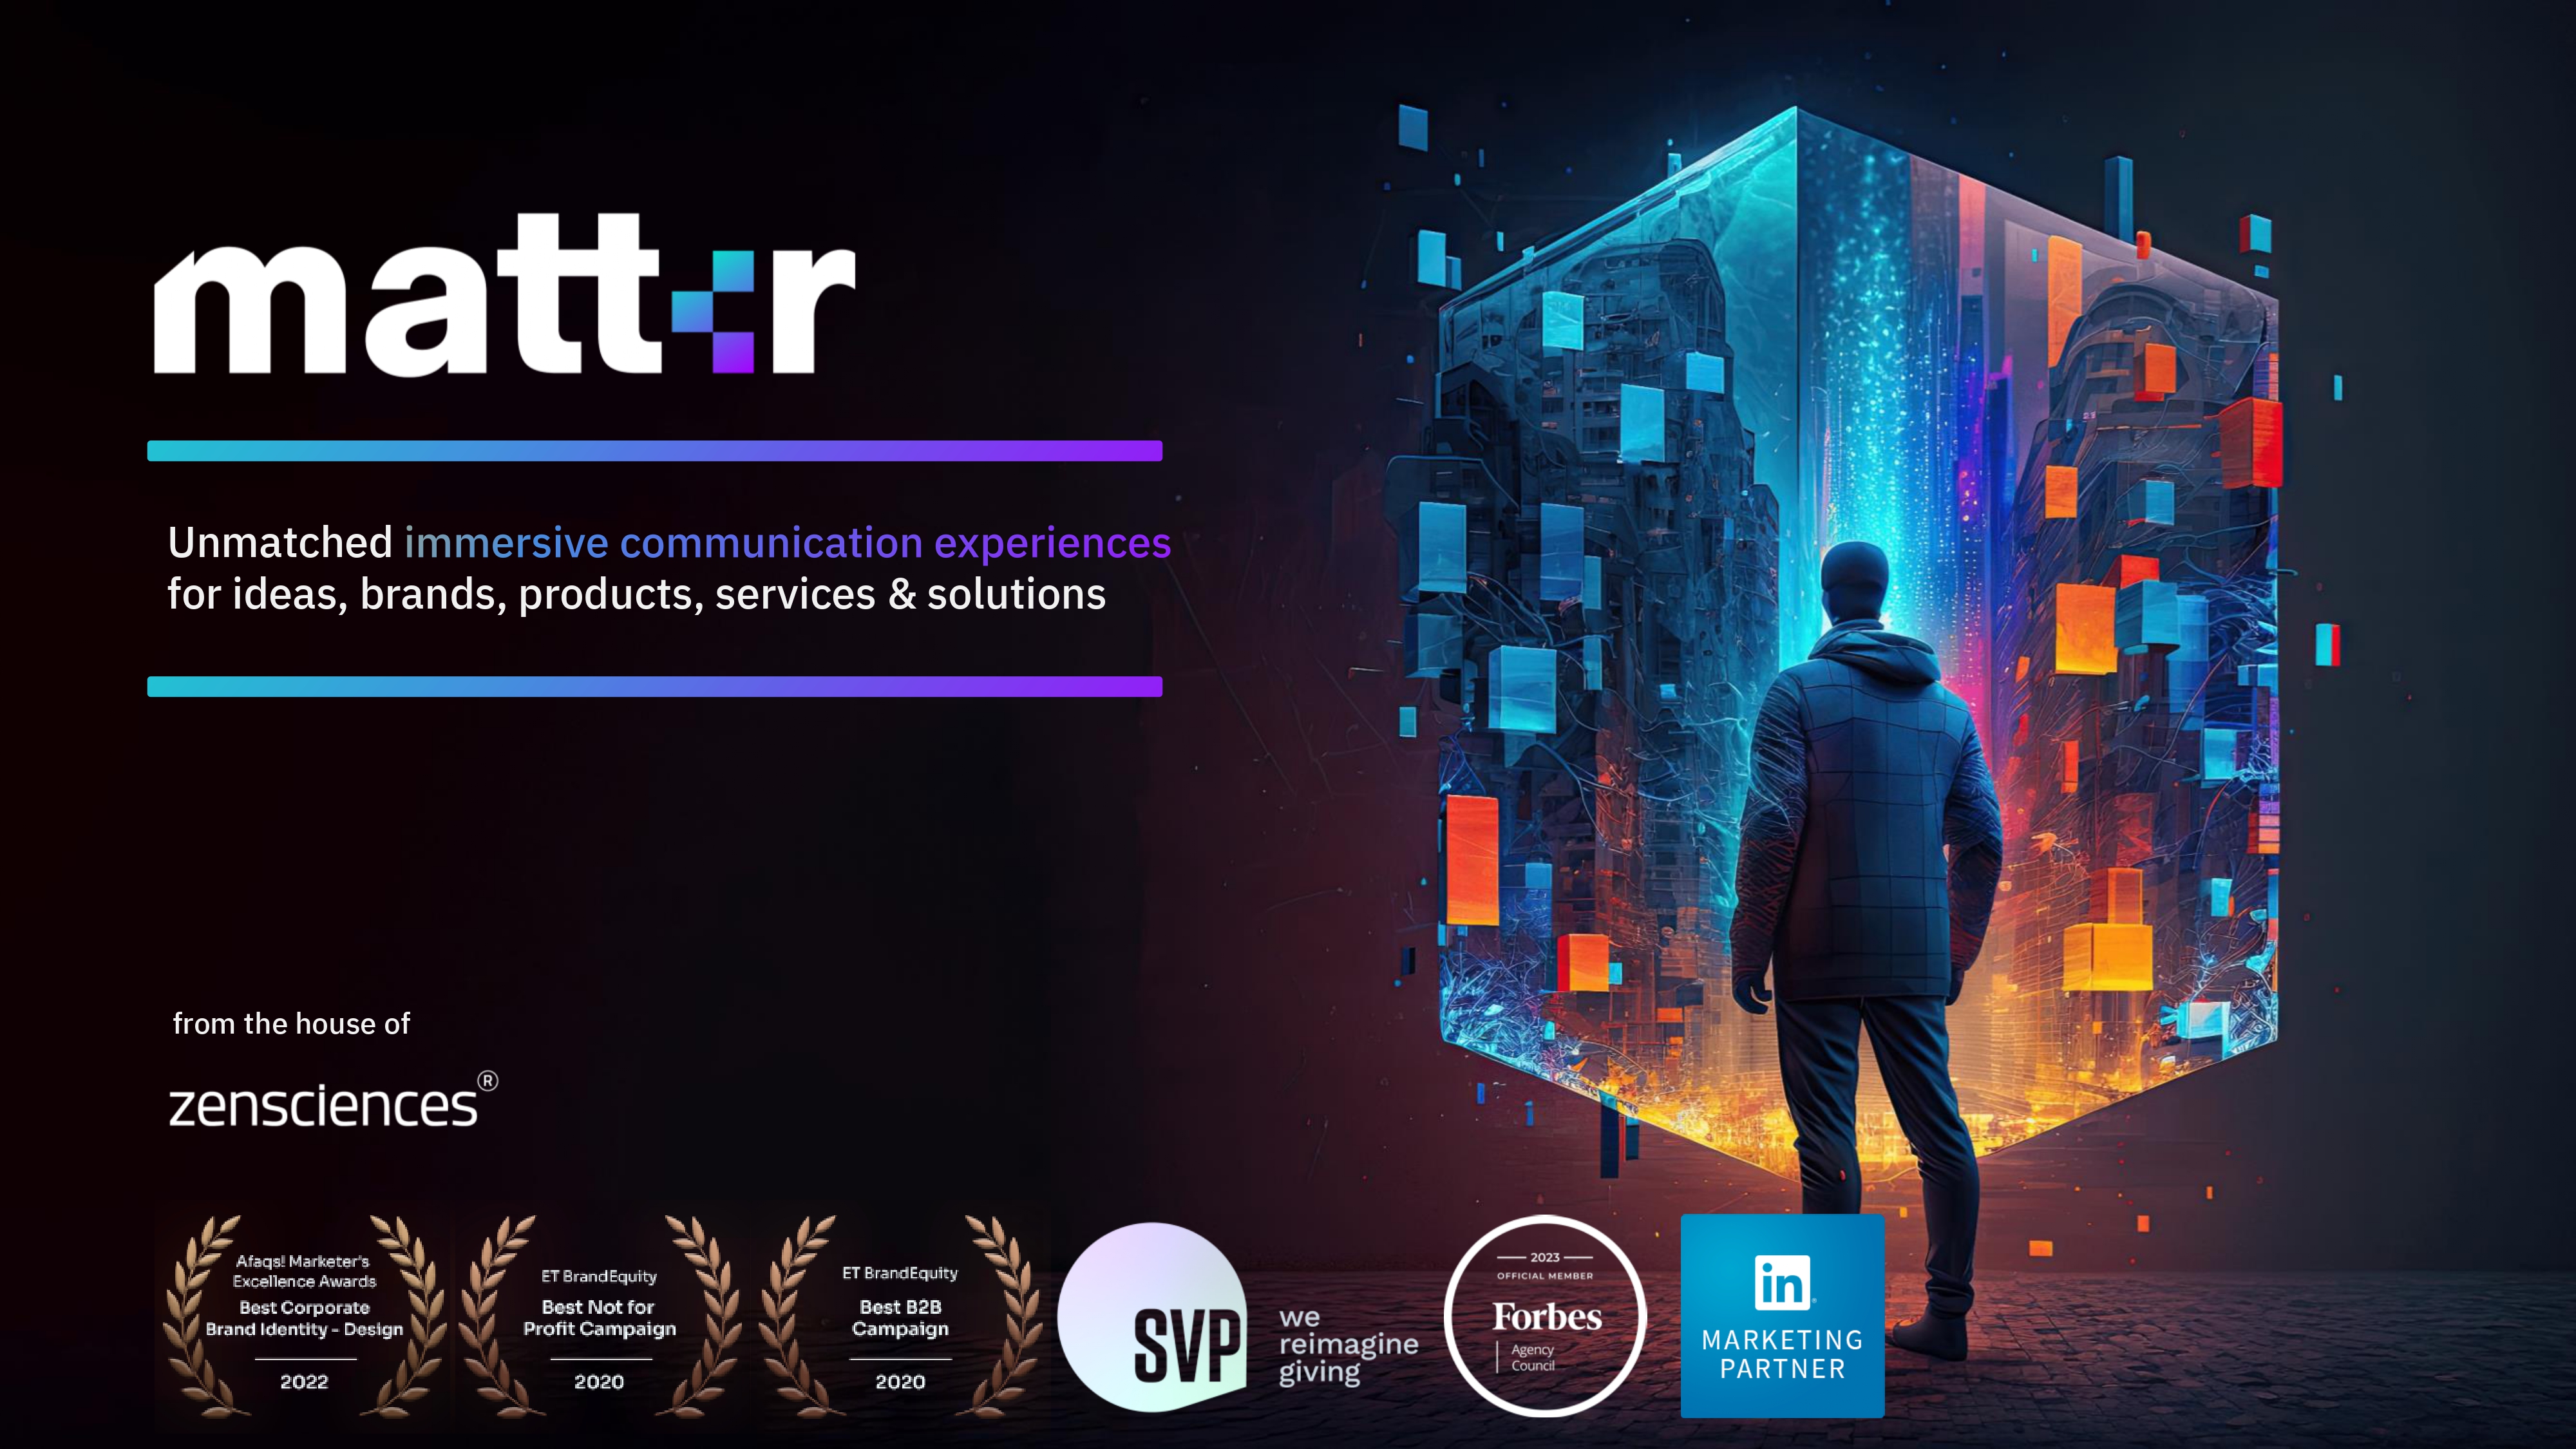 matter
Unmatched immersive communication experiences
for ideas, brands, products, services & solutions
from the house of
zensciences®
Afaqs! Marketer's
Excellence Awards
Best Corporate
Brand Identity - Design
2022
ET BrandEquity
Best Not for
Profit Campaign
2020
ET BrandEquity
Best B2B
Campaign
2020
SVP
we
reimagine
giving
2023
OFFICIAL MEMBER
Forbes
Agency
Council
in
MARKETING
PARTNER